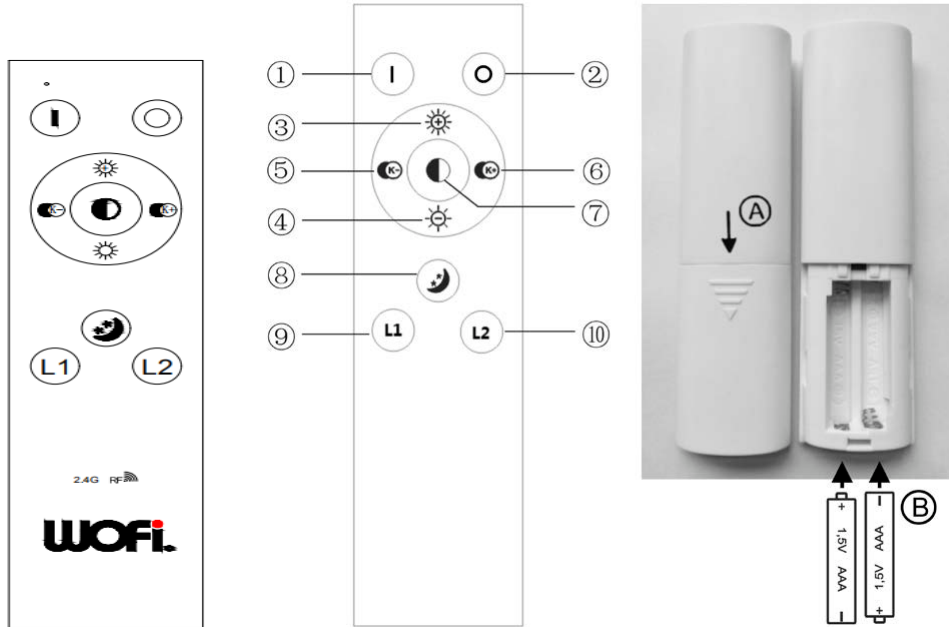 ① I O ②
③
⑤ K- K+ ⑥
④ ⑦
⑧
⑨ L1 L2 ⑩
K- K+
L1 L2
2.4G RF
WOFi.
A
B
+ 1,5V AAA -
- 1,5V AAA +